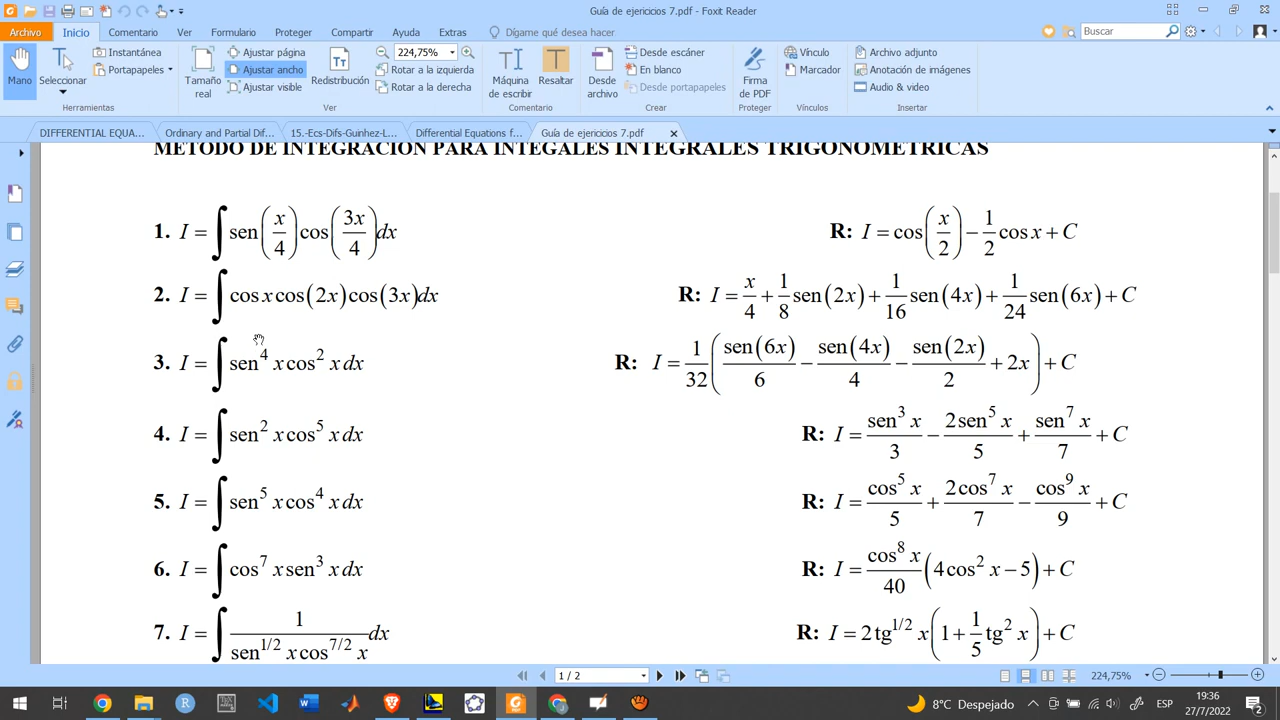 Guía de ejericicios 7.pdf - Foxit Reader
Archivo Inicio Comentario Ver Formulario Proteger Compartir Ayuda Extras Dígame qué desea hacer... Buscar
Mano
Seleccionar
Instantánea
Portapapeles
Herramientas
Tamaño real
Ajustar página
Ajustar ancho
Ajustar visible
Redistribución
224,75%
Rotar a la izquierda
Rotar a la derecha
Ver
Máquina de escribir
Resaltar
Comentario
Desde archivo
Desde escáner
En blanco
Desde portapapeles
Crear
Firma de PDF
Proteger
Vínculo
Marcador
Vínculos
Archivo adjunto
Anotación de imágenes
Audio & video
Insertar
DIFFERENTIAL EQUA... Ordinary and Partial Dif... 15.-Ecs-Difs-Guinhez-L... Differential Equations f... Guía de ejericicios 7.pdf
METODO DE INTEGRACION PARA INTEGALES INTEGRALES TRIGONOMETRICAS
1. I = ∫ sen(x/4) cos(3x/4) dx R: I = cos(x/2) − 1/2 cos x + C
2. I = ∫ cos x cos(2x) cos(3x) dx R: I = x/4 + 1/8 sen(2x) + 1/16 sen(4x) + 1/24 sen(6x) + C
3. I = ∫ sen⁴ x cos² x dx R: I = 1/32 (sen(6x)/6 − sen(4x)/4 − sen(2x)/2 + 2x) + C
4. I = ∫ sen² x cos⁵ x dx R: I = sen³ x/3 − 2sen⁵ x/5 + sen⁷ x/7 + C
5. I = ∫ sen⁵ x cos⁴ x dx R: I = cos⁵ x/5 + 2cos⁷ x/7 − cos⁹ x/9 + C
6. I = ∫ cos⁷ x sen³ x dx R: I = cos⁸ x/40 (4cos² x − 5) + C
7. I = ∫ 1/(sen^1/2 x cos^7/2 x) dx R: I = 2 tg^1/2 x (1 + 1/5 tg² x) + C
1 / 2
224,75%
8°C Despejado
ESP
19:36
27/7/2022
2